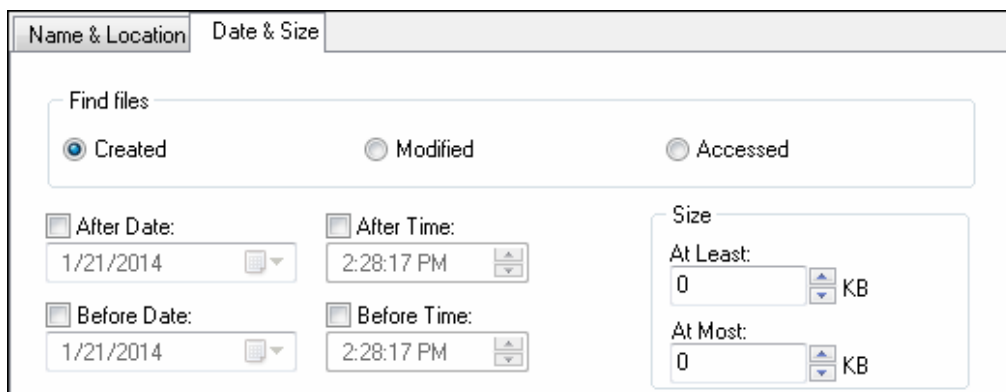 Name & Location Date & Size
Find files
Created Modified Accessed
After Date: After Time:
1/21/2014 2:28:17 PM
Before Date: Before Time:
1/21/2014 2:28:17 PM
Size
At Least:
0 KB
At Most:
0 KB